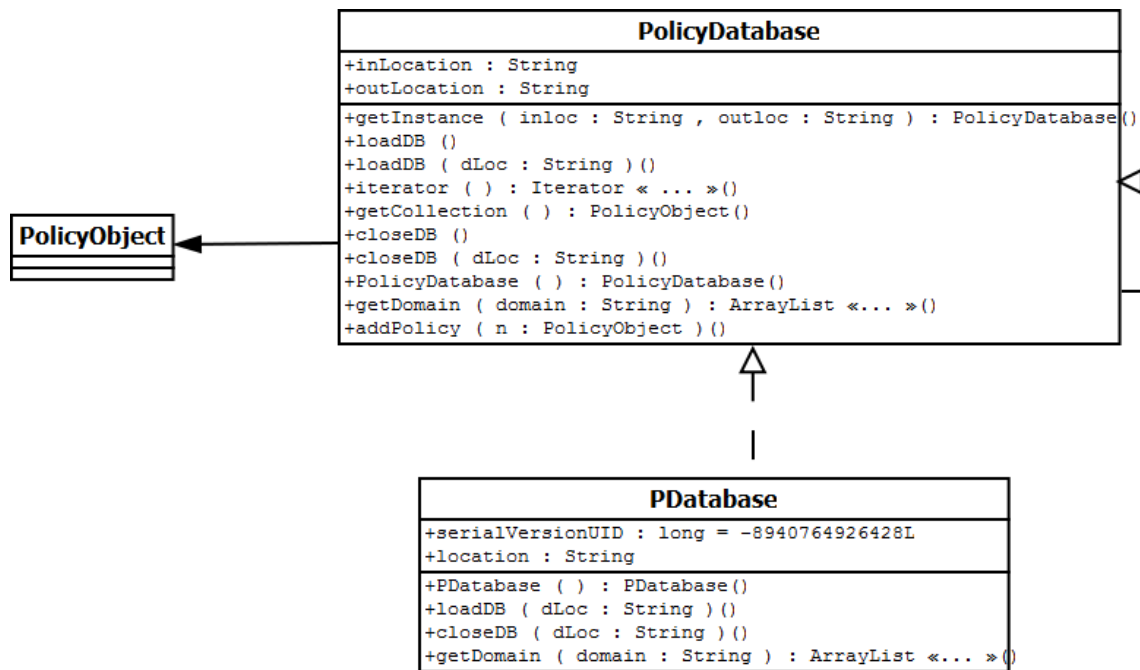 PolicyDatabase
+inLocation : String
+outLocation : String
+getInstance ( inloc : String , outloc : String ) : PolicyDatabase()
+loadDB ()
+loadDB ( dLoc : String )()
+iterator ( ) : Iterator « ... »()
+getCollection ( ) : PolicyObject()
+closeDB ()
+closeDB ( dLoc : String )()
+PolicyDatabase ( ) : PolicyDatabase()
+getDomain ( domain : String ) : ArrayList «... »()
+addPolicy ( n : PolicyObject )()
PolicyObject
PDatabase
+serialVersionUID : long = -8940764926428L
+location : String
+PDatabase ( ) : PDatabase()
+loadDB ( dLoc : String )()
+closeDB ( dLoc : String )()
+getDomain ( domain : String ) : ArrayList «... »()